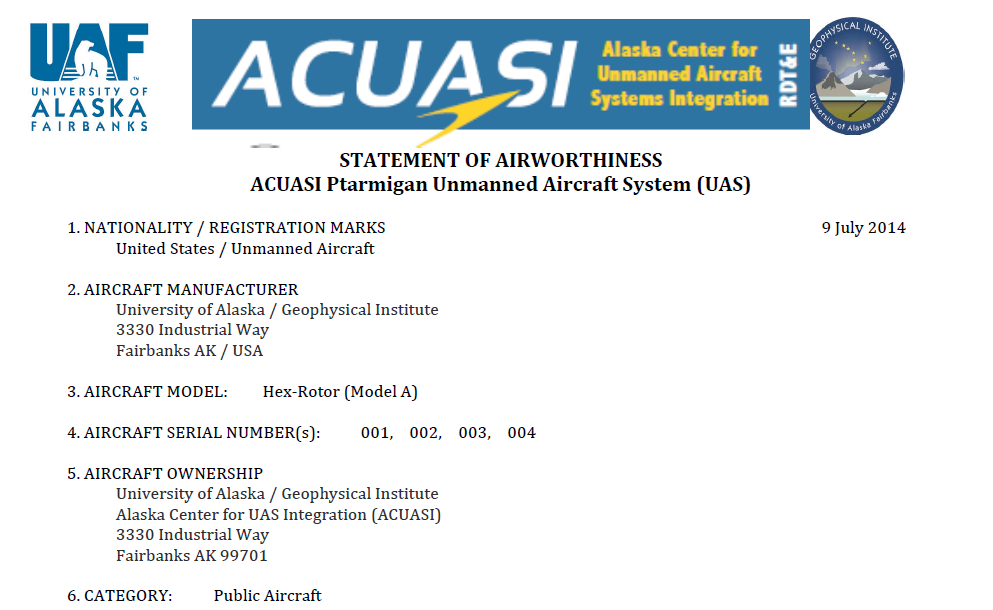 UAF
UNIVERSITY OF
ALASKA
FAIRBANKS
ACUASI
Alaska Center for
Unmanned Aircraft
Systems Integration
RDT&E
GEOPHYSICAL INSTITUTE
University of Alaska Fairbanks
STATEMENT OF AIRWORTHINESS
ACUASI Ptarmigan Unmanned Aircraft System (UAS)
1. NATIONALITY / REGISTRATION MARKS 9 July 2014
United States / Unmanned Aircraft
2. AIRCRAFT MANUFACTURER
University of Alaska / Geophysical Institute
3330 Industrial Way
Fairbanks AK / USA
3. AIRCRAFT MODEL: Hex-Rotor (Model A)
4. AIRCRAFT SERIAL NUMBER(s): 001, 002, 003, 004
5. AIRCRAFT OWNERSHIP
University of Alaska / Geophysical Institute
Alaska Center for UAS Integration (ACUASI)
3330 Industrial Way
Fairbanks AK 99701
6. CATEGORY: Public Aircraft